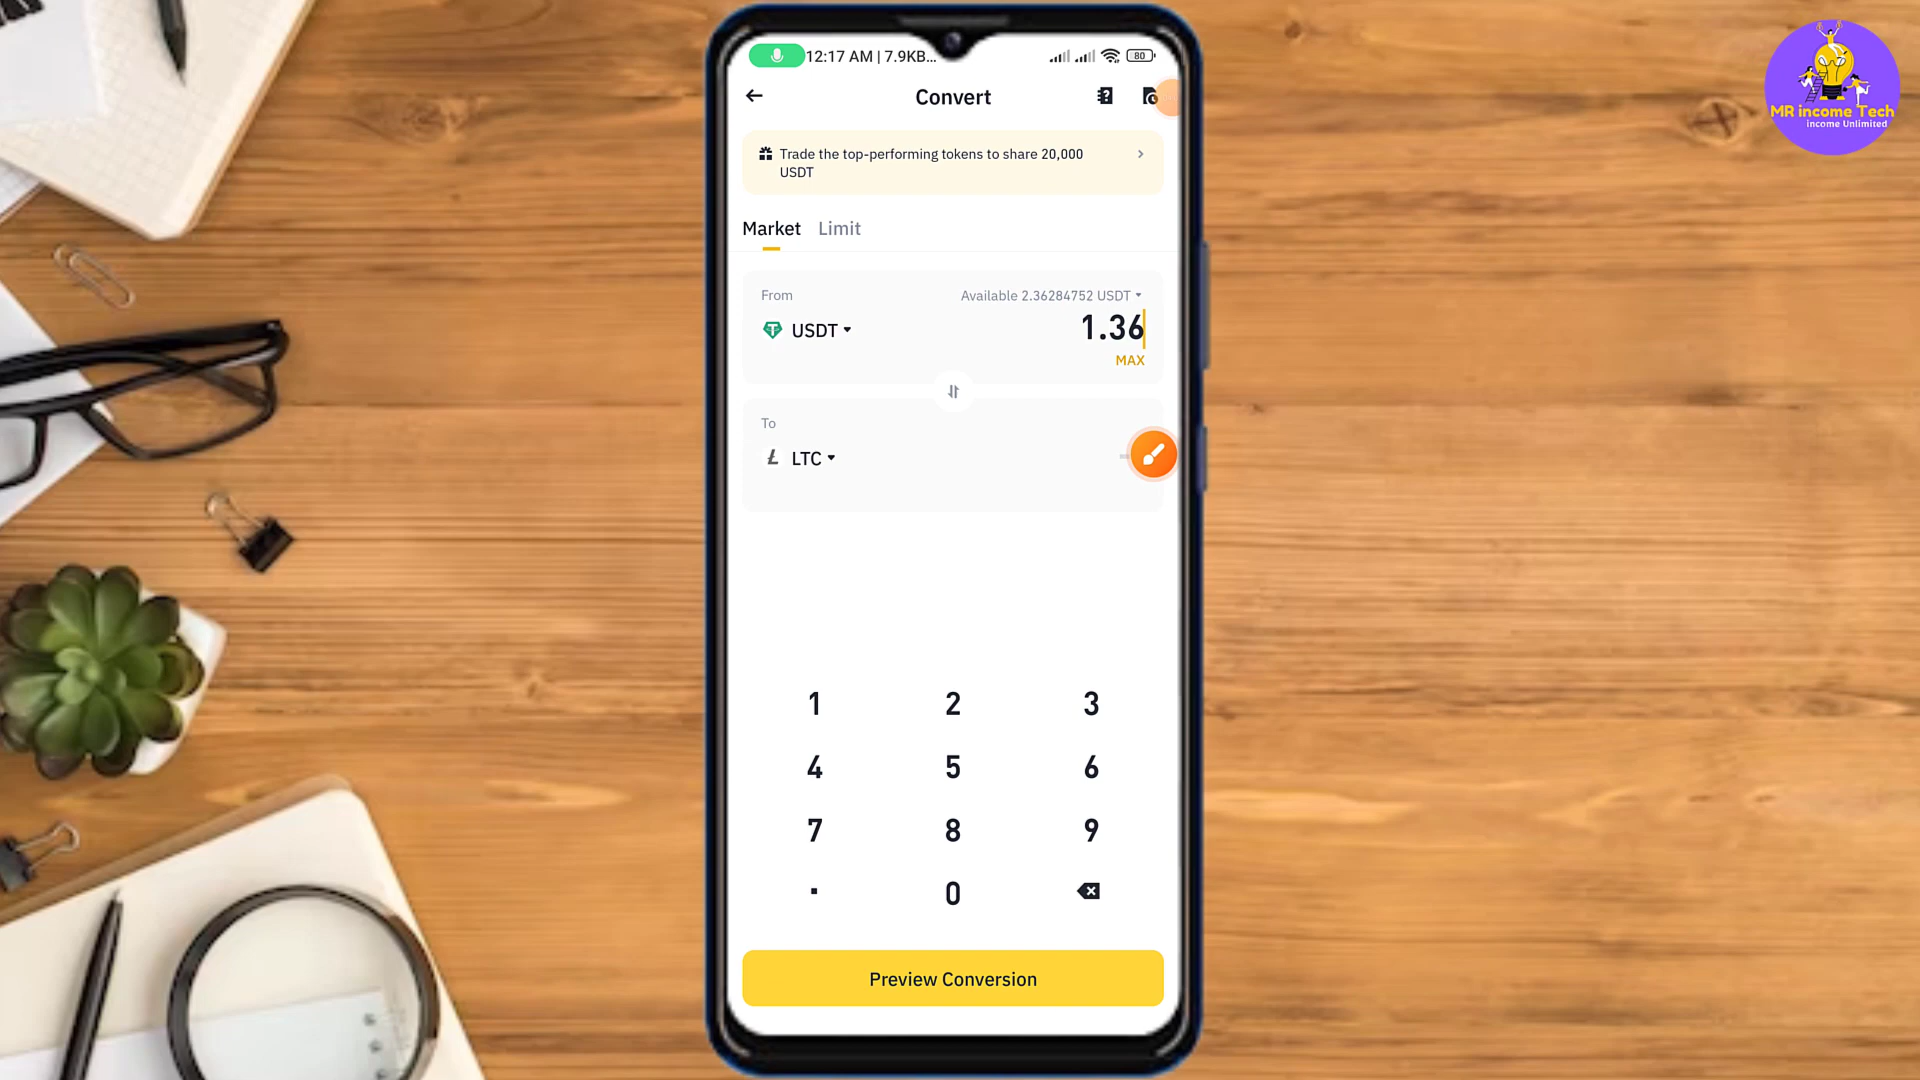 12:17 AM | 7.9KB...
80
Convert
Trade the top-performing tokens to share 20,000
USDT
Market Limit
From
Available 2.36284752 USDT
USDT
1.36
MAX
To
LTC
1 2 3
4 5 6
7 8 9
. 0
Preview Conversion
MR income Tech
income Unlimited